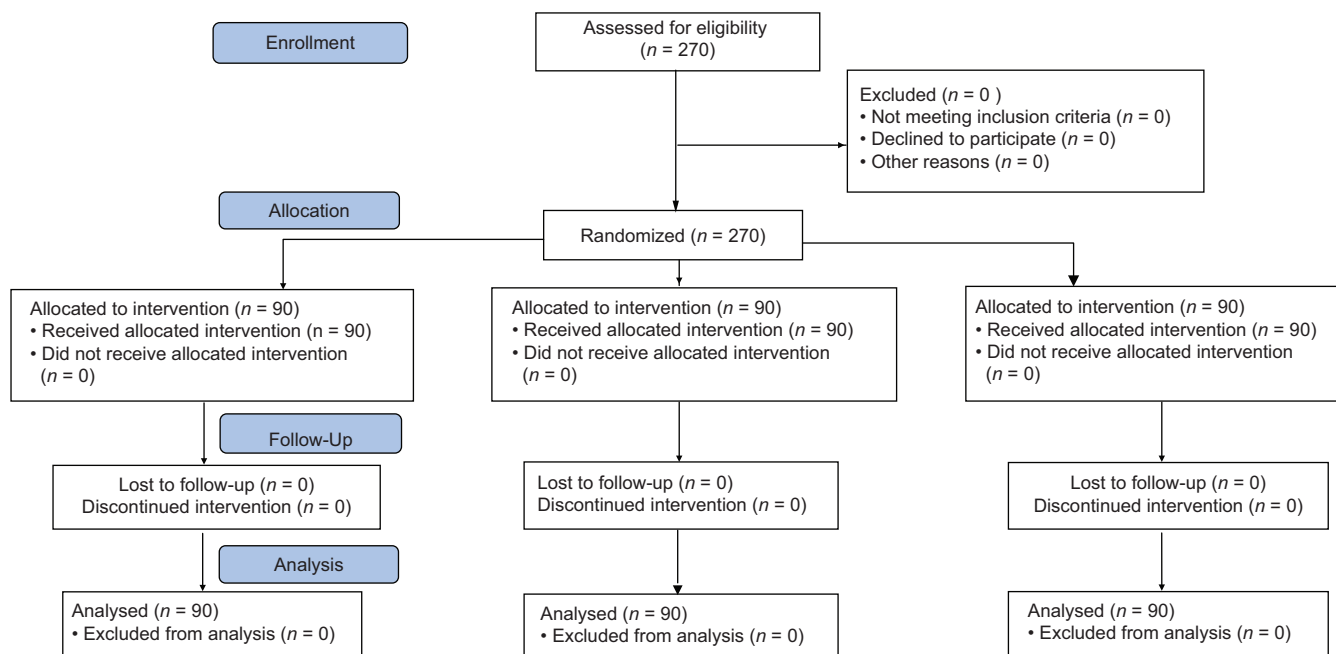 Enrollment
Assessed for eligibility
(n = 270)
Excluded (n = 0 )
• Not meeting inclusion criteria (n = 0)
• Declined to participate (n = 0)
• Other reasons (n = 0)
Allocation
Randomized (n = 270)
Allocated to intervention (n = 90)
• Received allocated intervention (n = 90)
• Did not receive allocated intervention
(n = 0)
Allocated to intervention (n = 90)
• Received allocated intervention (n = 90)
• Did not receive allocated intervention
(n = 0)
Allocated to intervention (n = 90)
• Received allocated intervention (n = 90)
• Did not receive allocated intervention
(n = 0)
Follow-Up
Lost to follow-up (n = 0)
Discontinued intervention (n = 0)
Lost to follow-up (n = 0)
Discontinued intervention (n = 0)
Lost to follow-up (n = 0)
Discontinued intervention (n = 0)
Analysis
Analysed (n = 90)
• Excluded from analysis (n = 0)
Analysed (n = 90)
• Excluded from analysis (n = 0)
Analysed (n = 90)
• Excluded from analysis (n = 0)